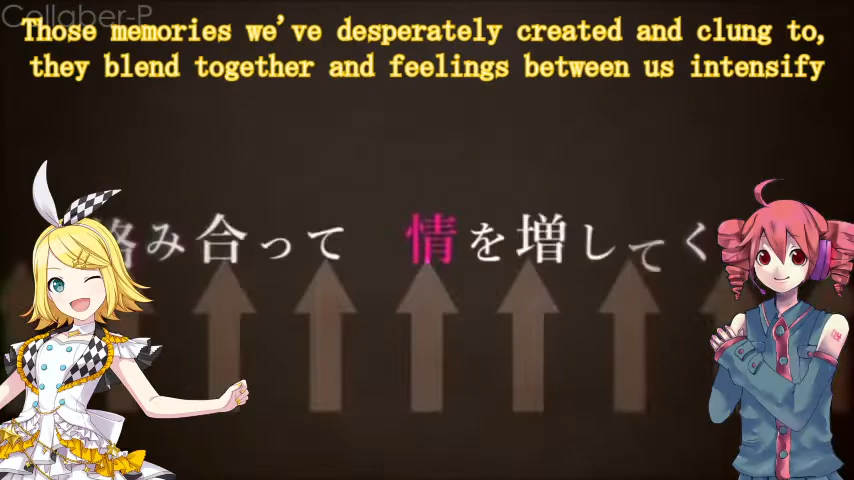 Collaber-P
Those memories we've desperately created and clung to,
they blend together and feelings between us intensify
絡み合って 情を増してく